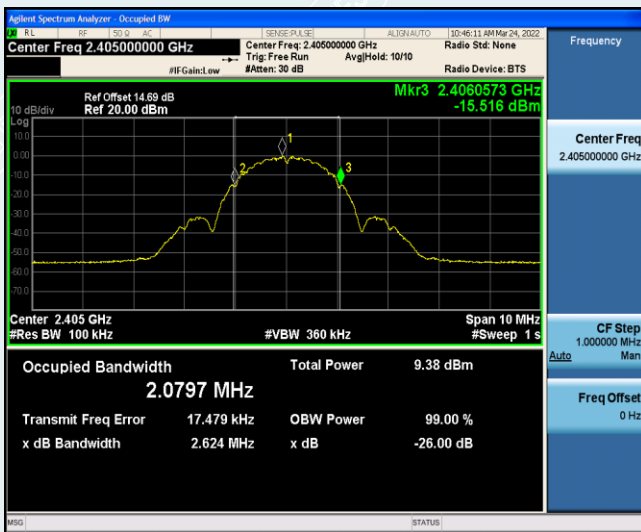 Agilent Spectrum Analyzer - Occupied BW
RL RF 50 Ω AC SENSE:PULSE ALIGN AUTO 10:46:11 AM Mar 24, 2022
Center Freq 2.405000000 GHz Center Freq: 2.405000000 GHz Radio Std: None Frequency
Trig: Free Run Avg|Hold: 10/10
#IFGain:Low #Atten: 30 dB Radio Device: BTS
Mkr3 2.4060573 GHz
-15.516 dBm
Ref Offset 14.69 dB
10 dB/div Ref 20.00 dBm
Log
10.0
0.00
-10.0
-20.0
-30.0
-40.0
-50.0
-60.0
-70.0
1
2
3
Center Freq
2.405000000 GHz
Center 2.405 GHz Span 10 MHz
#Res BW 100 kHz #VBW 360 kHz #Sweep 1 s
CF Step
1.000000 MHz
Auto Man
Occupied Bandwidth Total Power 9.38 dBm
2.0797 MHz
Transmit Freq Error 17.479 kHz OBW Power 99.00 %
x dB Bandwidth 2.624 MHz x dB -26.00 dB
Freq Offset
0 Hz
MSG STATUS